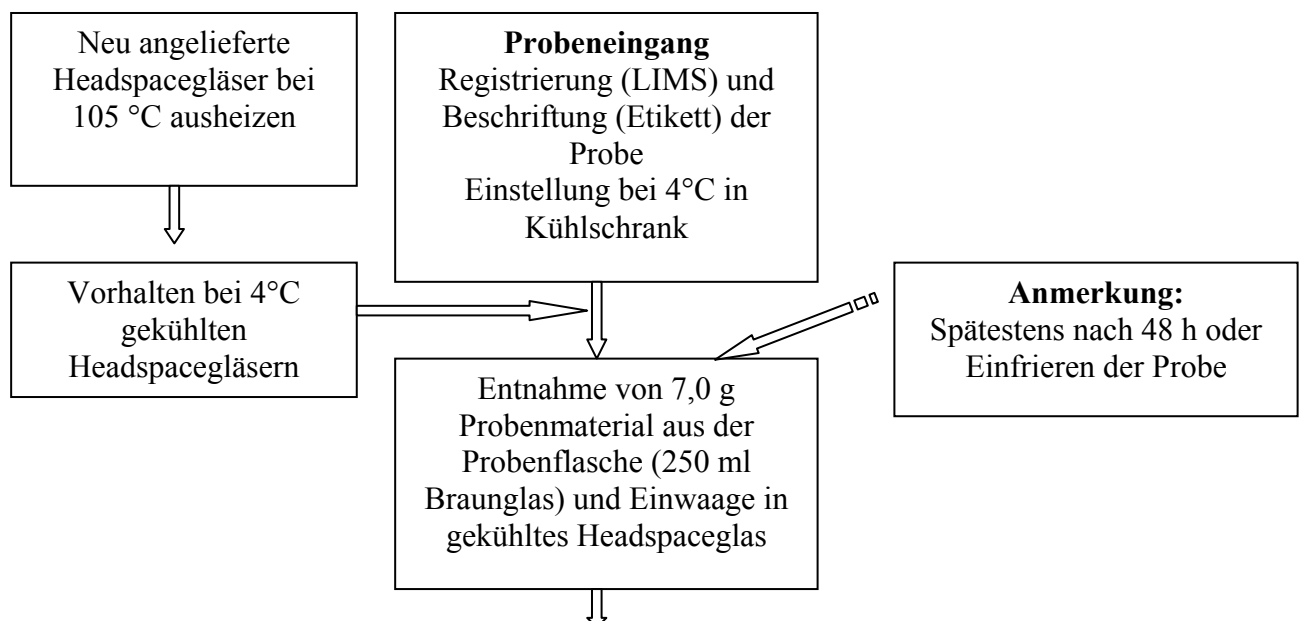 Neu angelieferte
Headspacegläser bei
105 °C ausheizen
Probeneingang
Registrierung (LIMS) und
Beschriftung (Etikett) der
Probe
Einstellung bei 4°C in
Kühlschrank
Vorhalten bei 4°C
gekühlten
Headspacegläsern
Anmerkung:
Spätestens nach 48 h oder
Einfrieren der Probe
Entnahme von 7,0 g
Probenmaterial aus der
Probenflasche (250 ml
Braunglas) und Einwaage in
gekühltes Headspaceglas